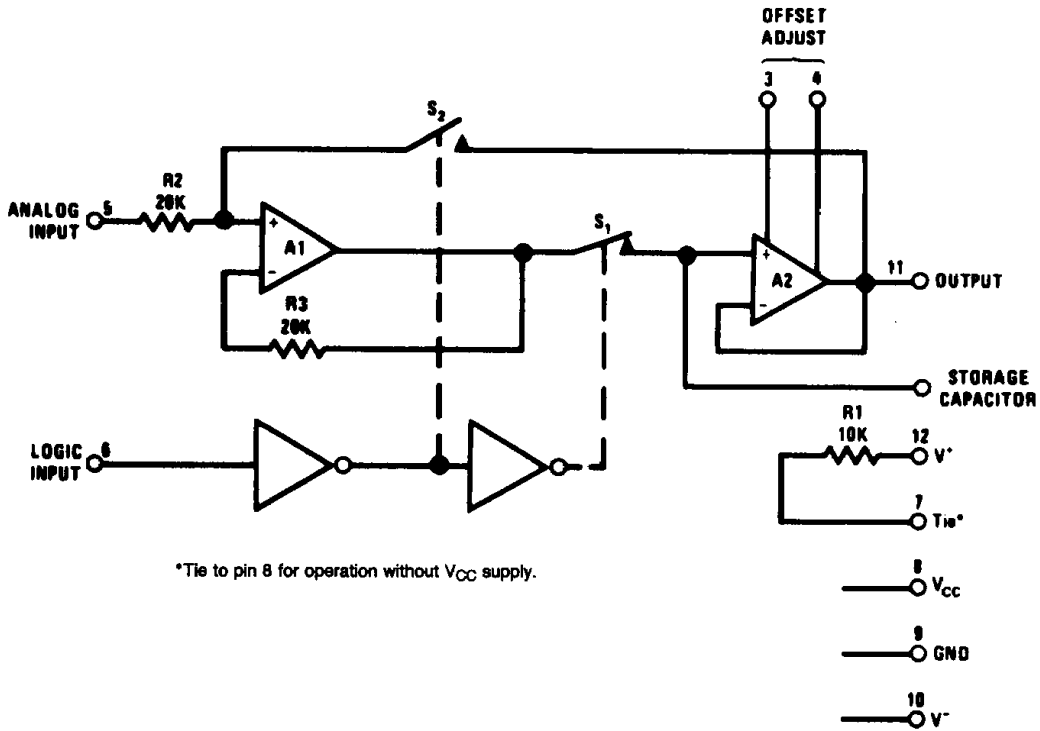 OFFSET
ADJUST
3 4
S2
R2
20K
ANALOG
INPUT
5
+
A1
-
S1
+
A2
-
11
OUTPUT
R3
20K
STORAGE
CAPACITOR
R1
10K
12
V+
LOGIC
INPUT
6
7
Tie*
*Tie to pin 8 for operation without VCC supply.
8
VCC
9
GND
10
V-